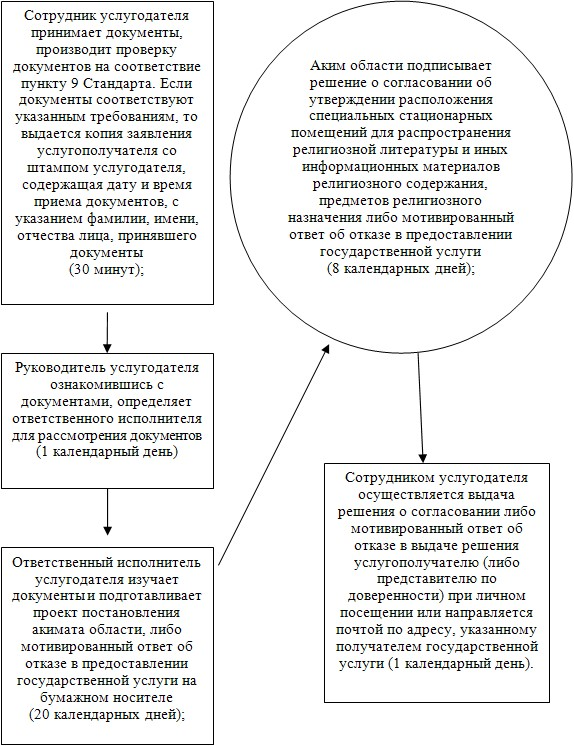 Сотрудник услугодателя
принимает документы,
производит проверку
документов на соответствие
пункту 9 Стандарта. Если
документы соответствуют
указанным требованиям, то
выдается копия заявления
услугополучателя со
штампом услугодателя,
содержащая дату и время
приема документов, с
указанием фамилии, имени,
отчества лица, принявшего
документы
(30 минут);
Руководитель услугодателя
ознакомившись с
документами, определяет
ответственного исполнителя
для рассмотрения документов
(1 календарный день)
Ответственный исполнитель
услугодателя изучает
документы и подготавливает
проект постановления
акимата области, либо
мотивированный ответ об
отказе в предоставлении
государственной услуги на
бумажном носителе
(20 календарных дней);
Аким области подписывает
решение о согласовании об
утверждении расположения
специальных стационарных
помещений для распространения
религиозной литературы и иных
информационных материалов
религиозного содержания,
предметов религиозного
назначения либо мотивированный
ответ об отказе в предоставлении
государственной услуги
(8 календарных дней);
Сотрудником услугодателя
осуществляется выдача
решения о согласовании либо
мотивированный ответ об
отказе в выдаче решения
услугополучателю (либо
представителю по
доверенности) при личном
посещении или направляется
почтой по адресу, указанному
получателем государственной
услуги (1 календарный день).